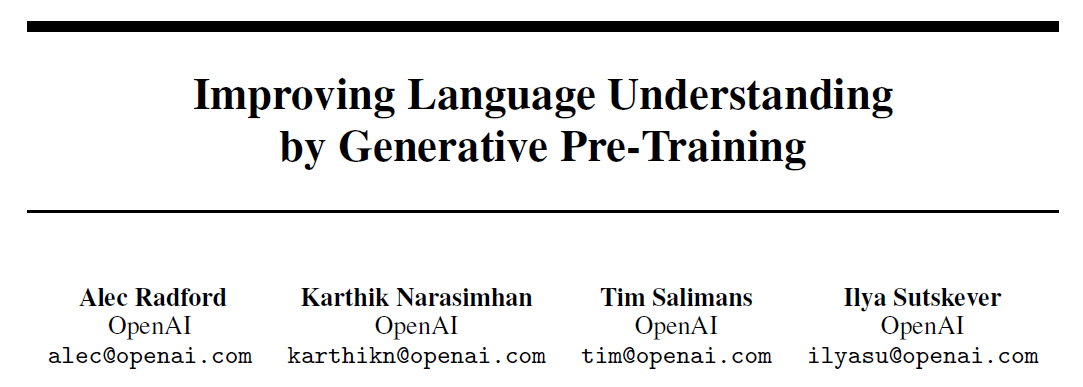 Improving Language Understanding
by Generative Pre-Training
Alec Radford Karthik Narasimhan Tim Salimans Ilya Sutskever
OpenAI OpenAI OpenAI OpenAI
alec@openai.com karthikn@openai.com tim@openai.com ilyasu@openai.com